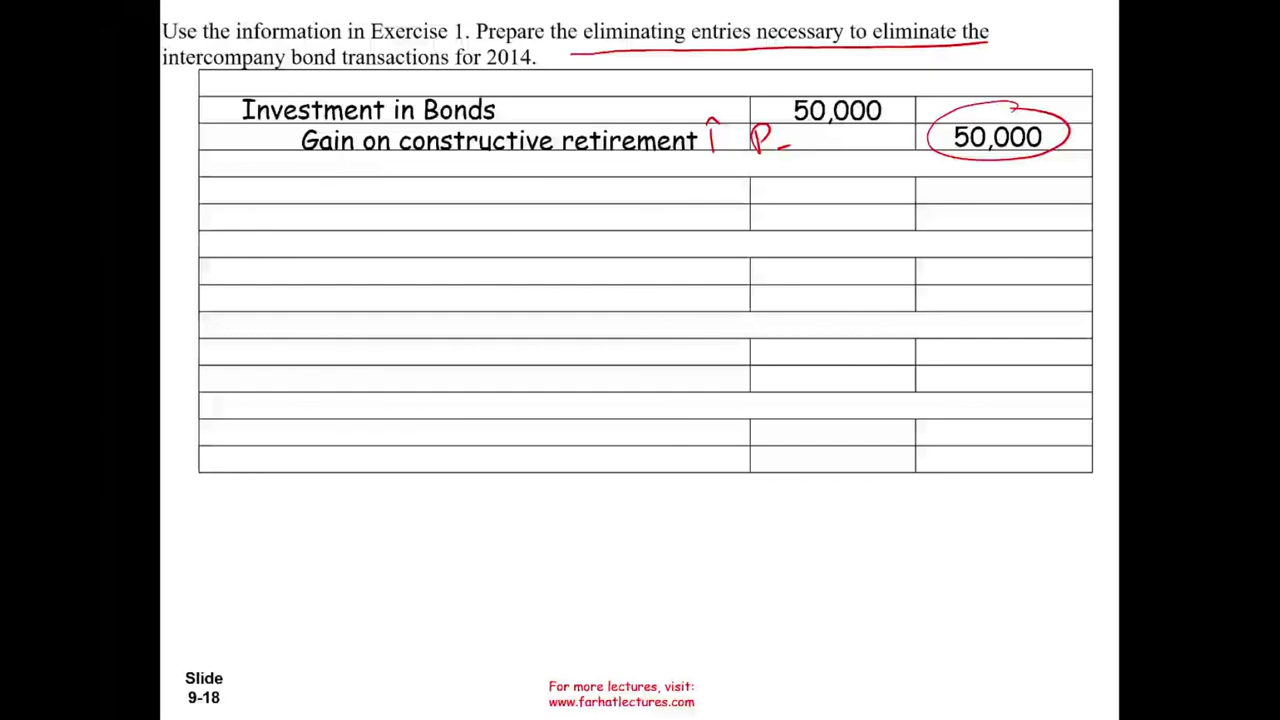 Use the information in Exercise 1. Prepare the eliminating entries necessary to eliminate the
intercompany bond transactions for 2014.
Investment in Bonds 50,000
Gain on constructive retirement P- 50,000
Slide
9-18
For more lectures, visit:
www.farhatlectures.com